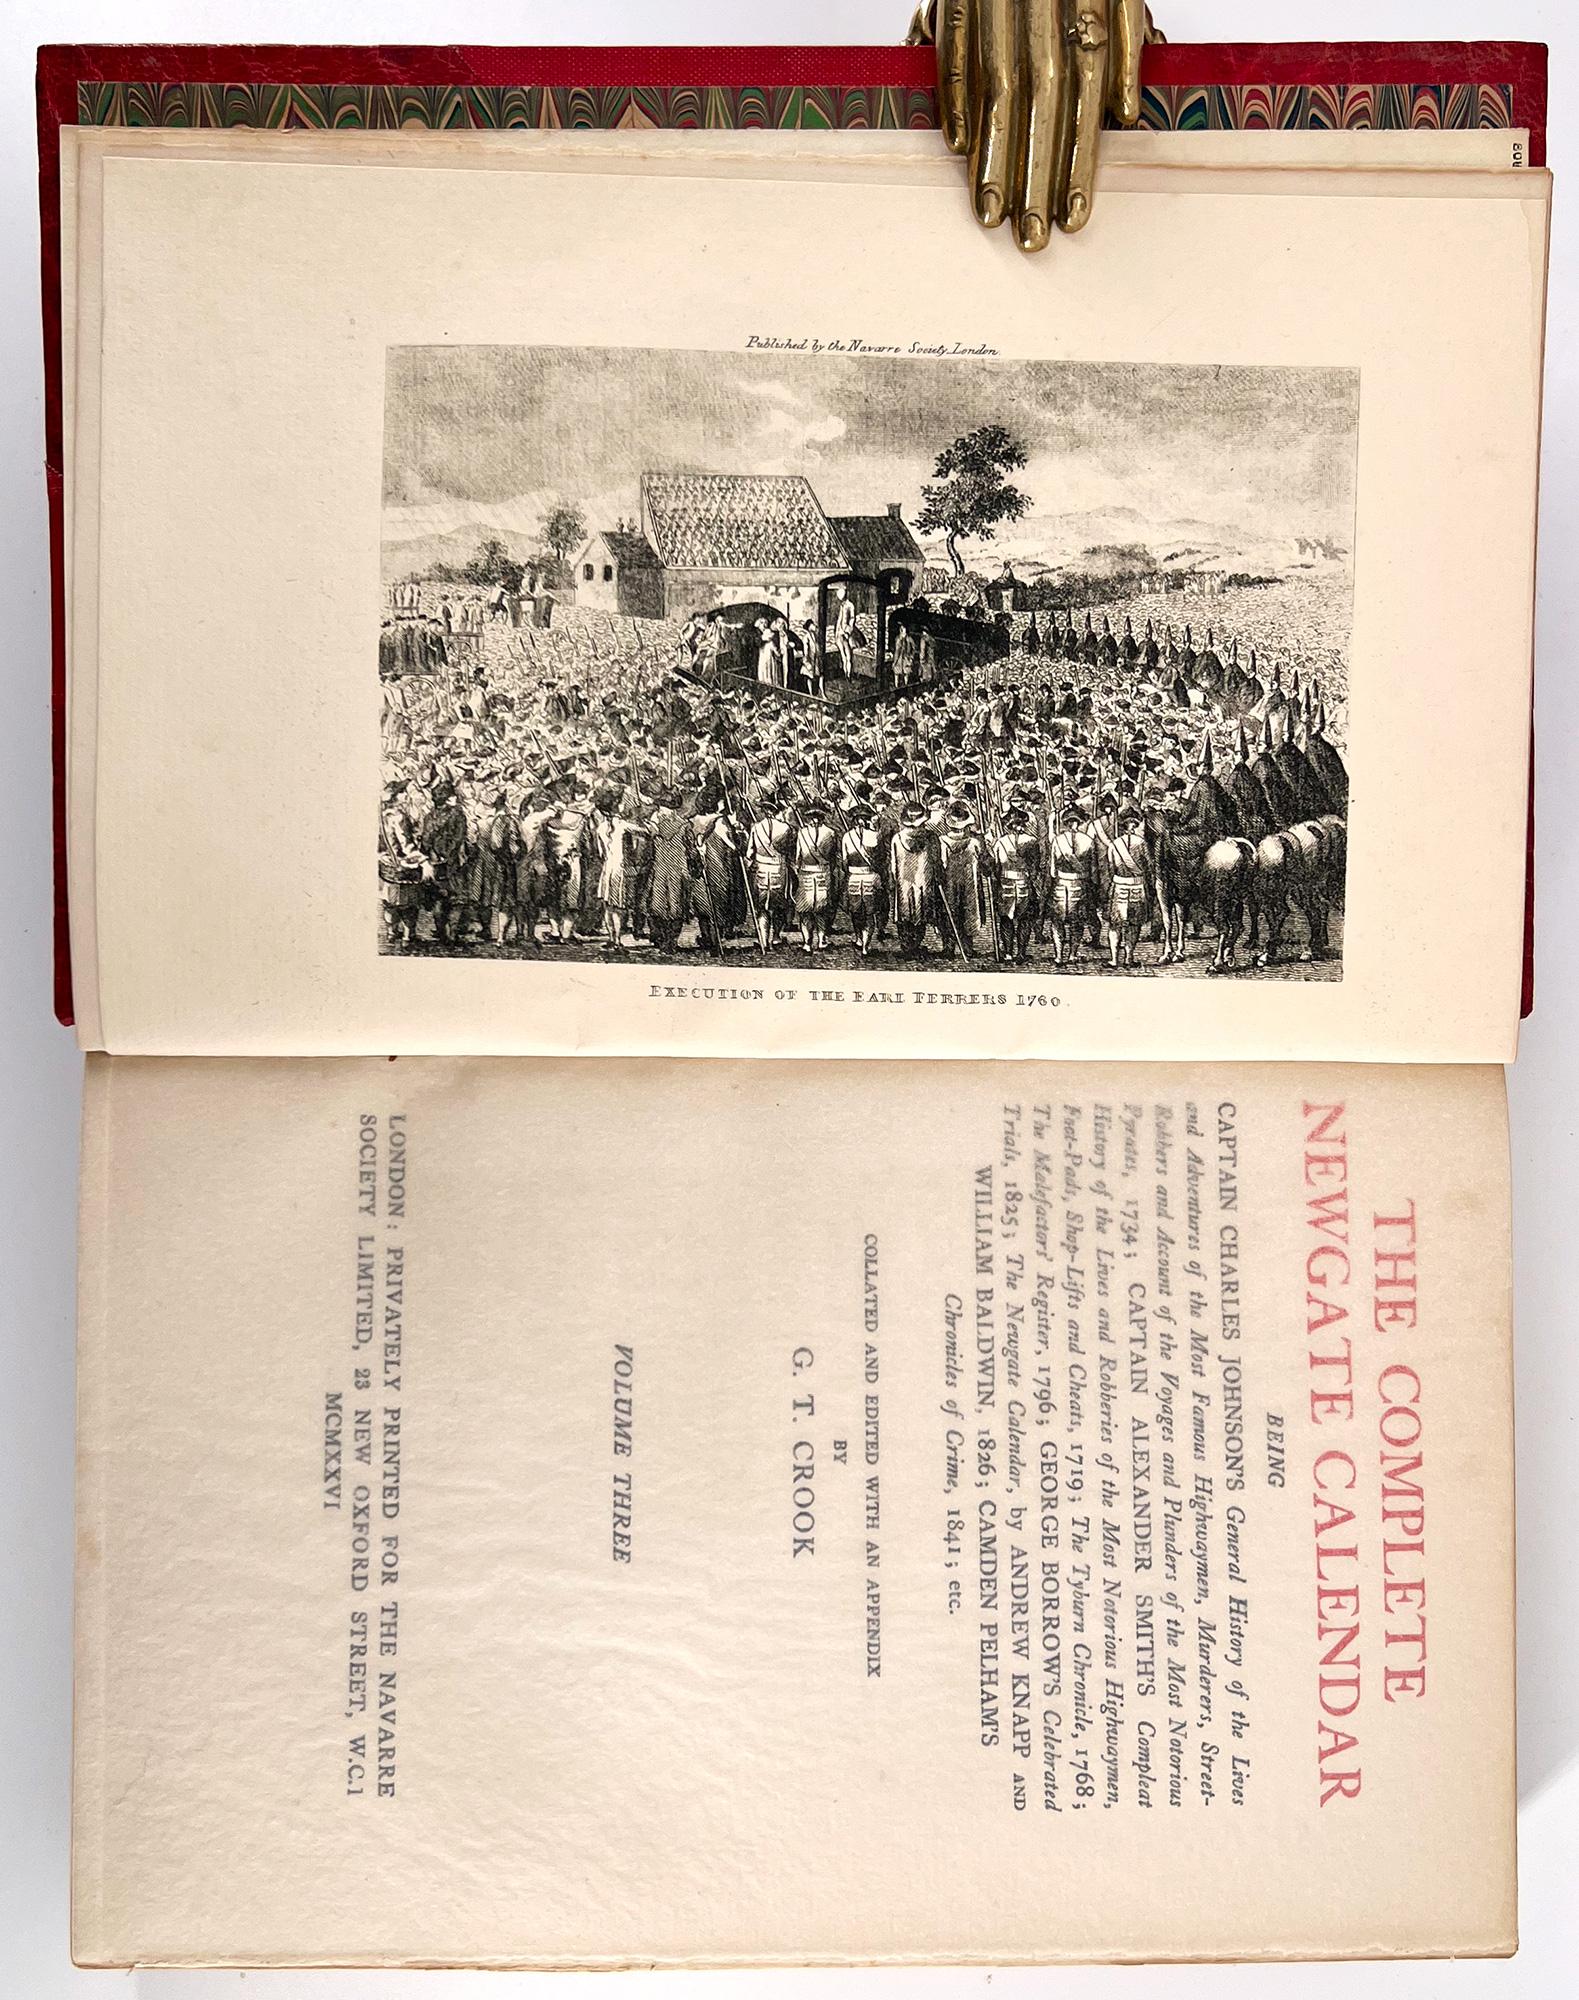 Published by the Navarre Society London.
EXECUTION OF THE EARL FERRERS 1760.
THE COMPLETE
NEWGATE CALENDAR
BEING
CAPTAIN CHARLES JOHNSON'S General History of the Lives
and Adventures of the Most Famous Highwaymen, Murderers, Street-
Robbers and Account of the Voyages and Plunders of the Most Notorious
Pyrates, 1734; CAPTAIN ALEXANDER SMITH'S Compleat
History of the Lives and Robberies of the Most Notorious Highwaymen,
Foot-Pads, Shop-Lifts and Cheats, 1719; The Tyburn Chronicle, 1768;
The Malefactors' Register, 1796; GEORGE BORROW'S Celebrated
Trials, 1825; The Newgate Calendar, by ANDREW KNAPP AND
WILLIAM BALDWIN, 1826; CAMDEN PELHAM'S
Chronicles of Crime, 1841; etc.
COLLATED AND EDITED WITH AN APPENDIX
BY
G. T. CROOK
VOLUME THREE
LONDON: PRIVATELY PRINTED FOR THE NAVARRE
SOCIETY LIMITED, 23 NEW OXFORD STREET, W.C.1
MCMXXVI